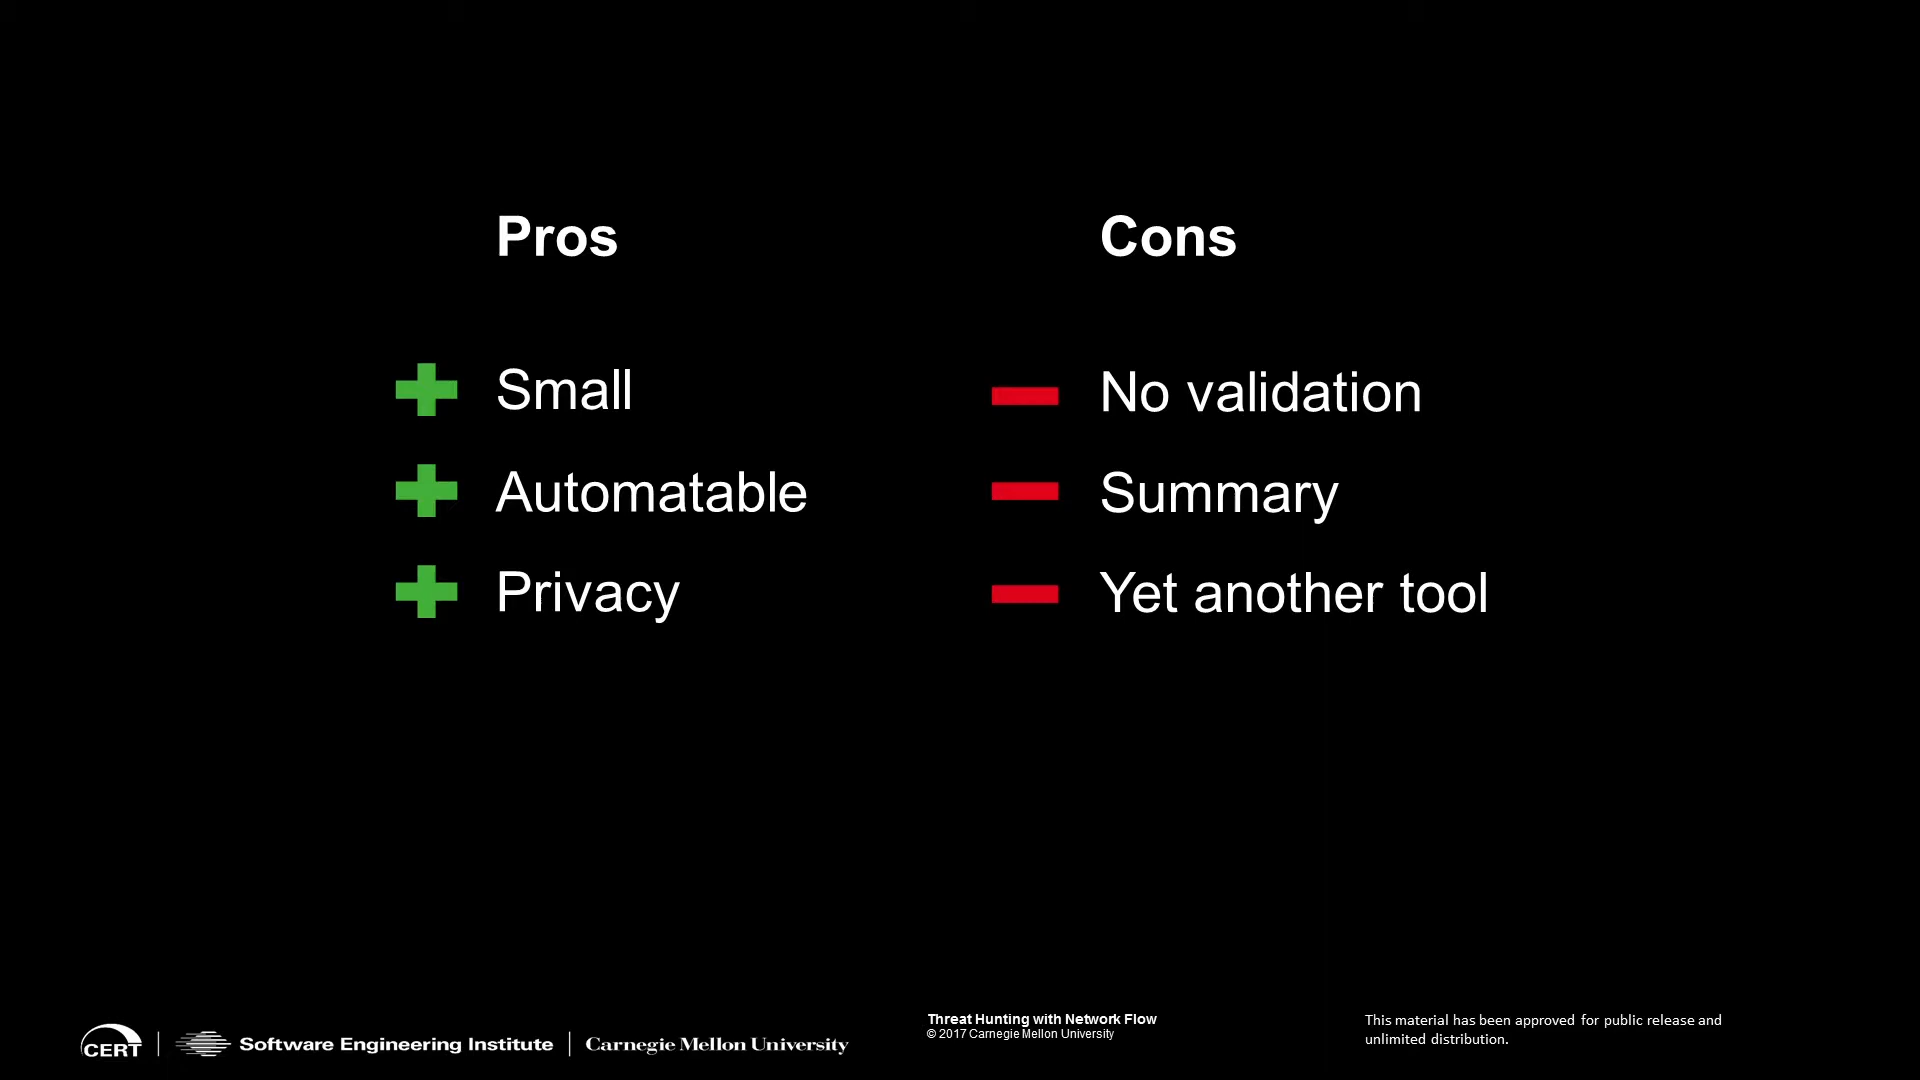 Pros
Cons
Small
No validation
Automatable
Summary
Privacy
Yet another tool
CERT
Software Engineering Institute
Carnegie Mellon University
Threat Hunting with Network Flow
© 2017 Carnegie Mellon University
This material has been approved for public release and
unlimited distribution.